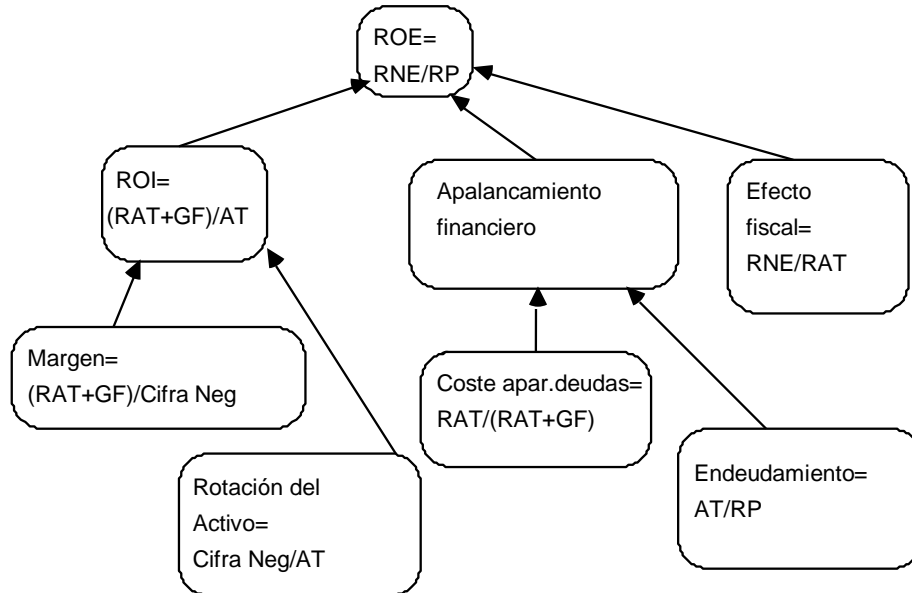 ROE=
RNE/RP
ROI=
(RAT+GF)/AT
Apalancamiento
financiero
Efecto
fiscal=
RNE/RAT
Margen=
(RAT+GF)/Cifra Neg
Coste apar.deudas=
RAT/(RAT+GF)
Rotación del
Activo=
Cifra Neg/AT
Endeudamiento=
AT/RP